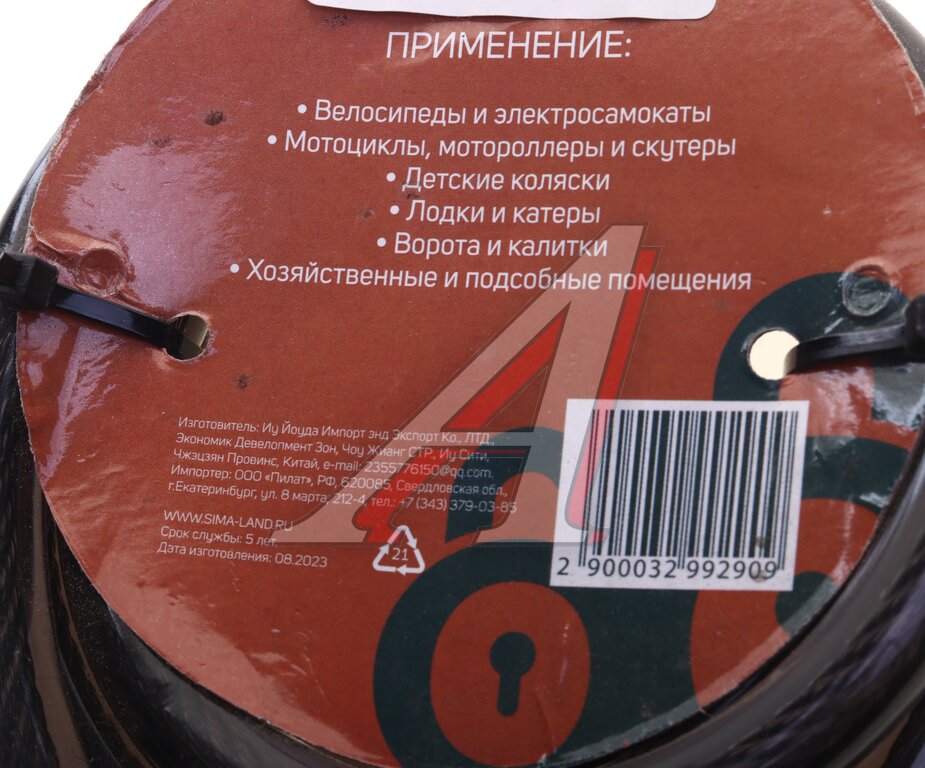 ПРИМЕНЕНИЕ:
• Велосипеды и электросамокаты
• Мотоциклы, мотороллеры и скутеры
• Детские коляски
• Лодки и катеры
• Ворота и калитки
• Хозяйственные и подсобные помещения
Изготовитель: Иу Йоуда Импорт энд Экспорт Ко., ЛТД.,
Экономик Девелопмент Зон, Чоу Жианг СТР., Иу Сити,
Чжэцзян Провинс, Китай, e-mail: 2355776150@qq.com.
Импортер: ООО «Пилат», РФ, 620085, Свердловская обл.,
г.Екатеринбург, ул. 8 марта, 212-4, тел.: +7 (343) 379-03-85
WWW.SIMA-LAND.RU
Срок службы: 5 лет.
Дата изготовления: 08.2023
21
2 900032 992909